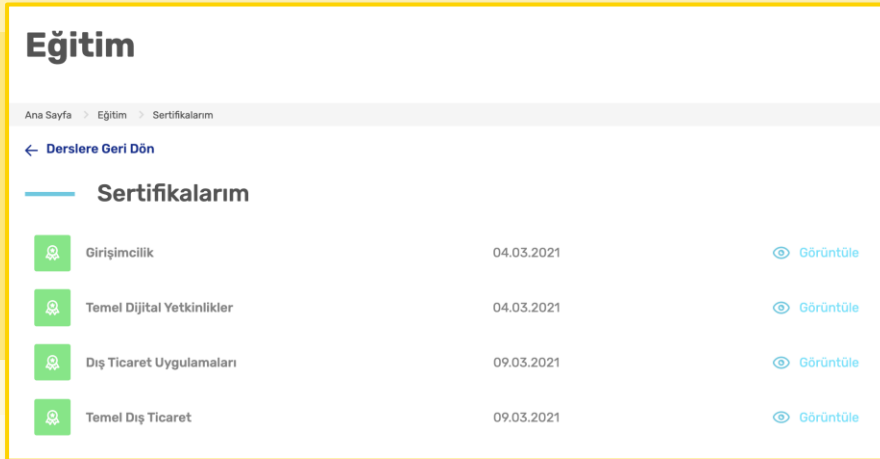 Eğitim
Ana Sayfa > Eğitim > Sertifikalarım
← Derslere Geri Dön
Sertifikalarım
Girişimcilik 04.03.2021 Görüntüle
Temel Dijital Yetkinlikler 04.03.2021 Görüntüle
Dış Ticaret Uygulamaları 09.03.2021 Görüntüle
Temel Dış Ticaret 09.03.2021 Görüntüle